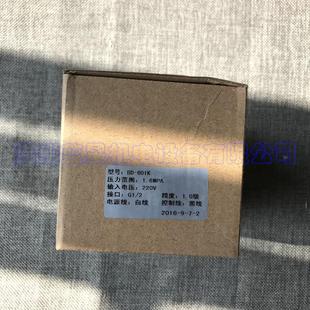 型号：SD-801K
压力范围：1.6MPA
输入电压：220V
接口：G1/2 精度：1.0级
电源线：白线 控制线：黑线
2016-9-7-2